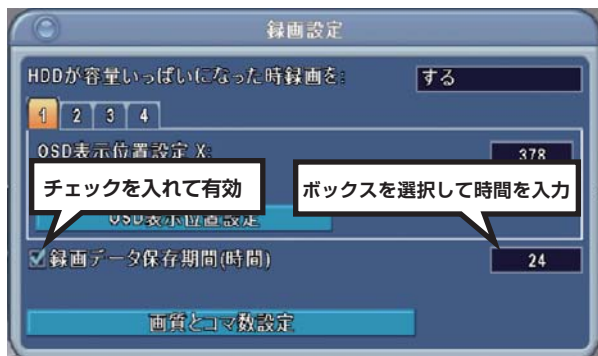 録画設定
HDDが容量いっぱいになった時録画を: する
1 2 3 4
OSD表示位置設定 X: 378
チェックを入れて有効
ボックスを選択して時間を入力
OSD表示位置設定
録画データ保存期間(時間) 24
画質とコマ数設定